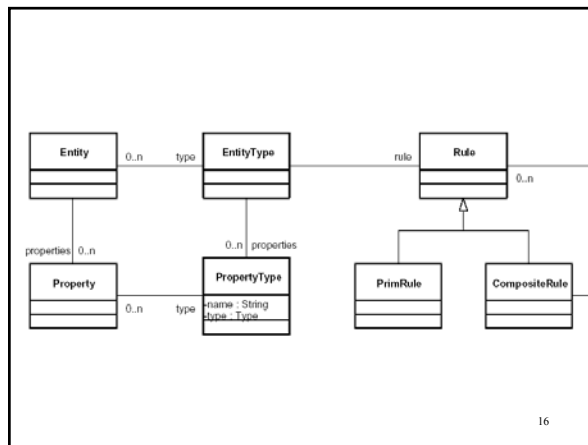 Entity
0..n
type
EntityType
rule
Rule
0..n
properties 0..n
0..n properties
Property
0..n
type
PropertyType
-name : String
-type : Type
PrimRule
CompositeRule
16